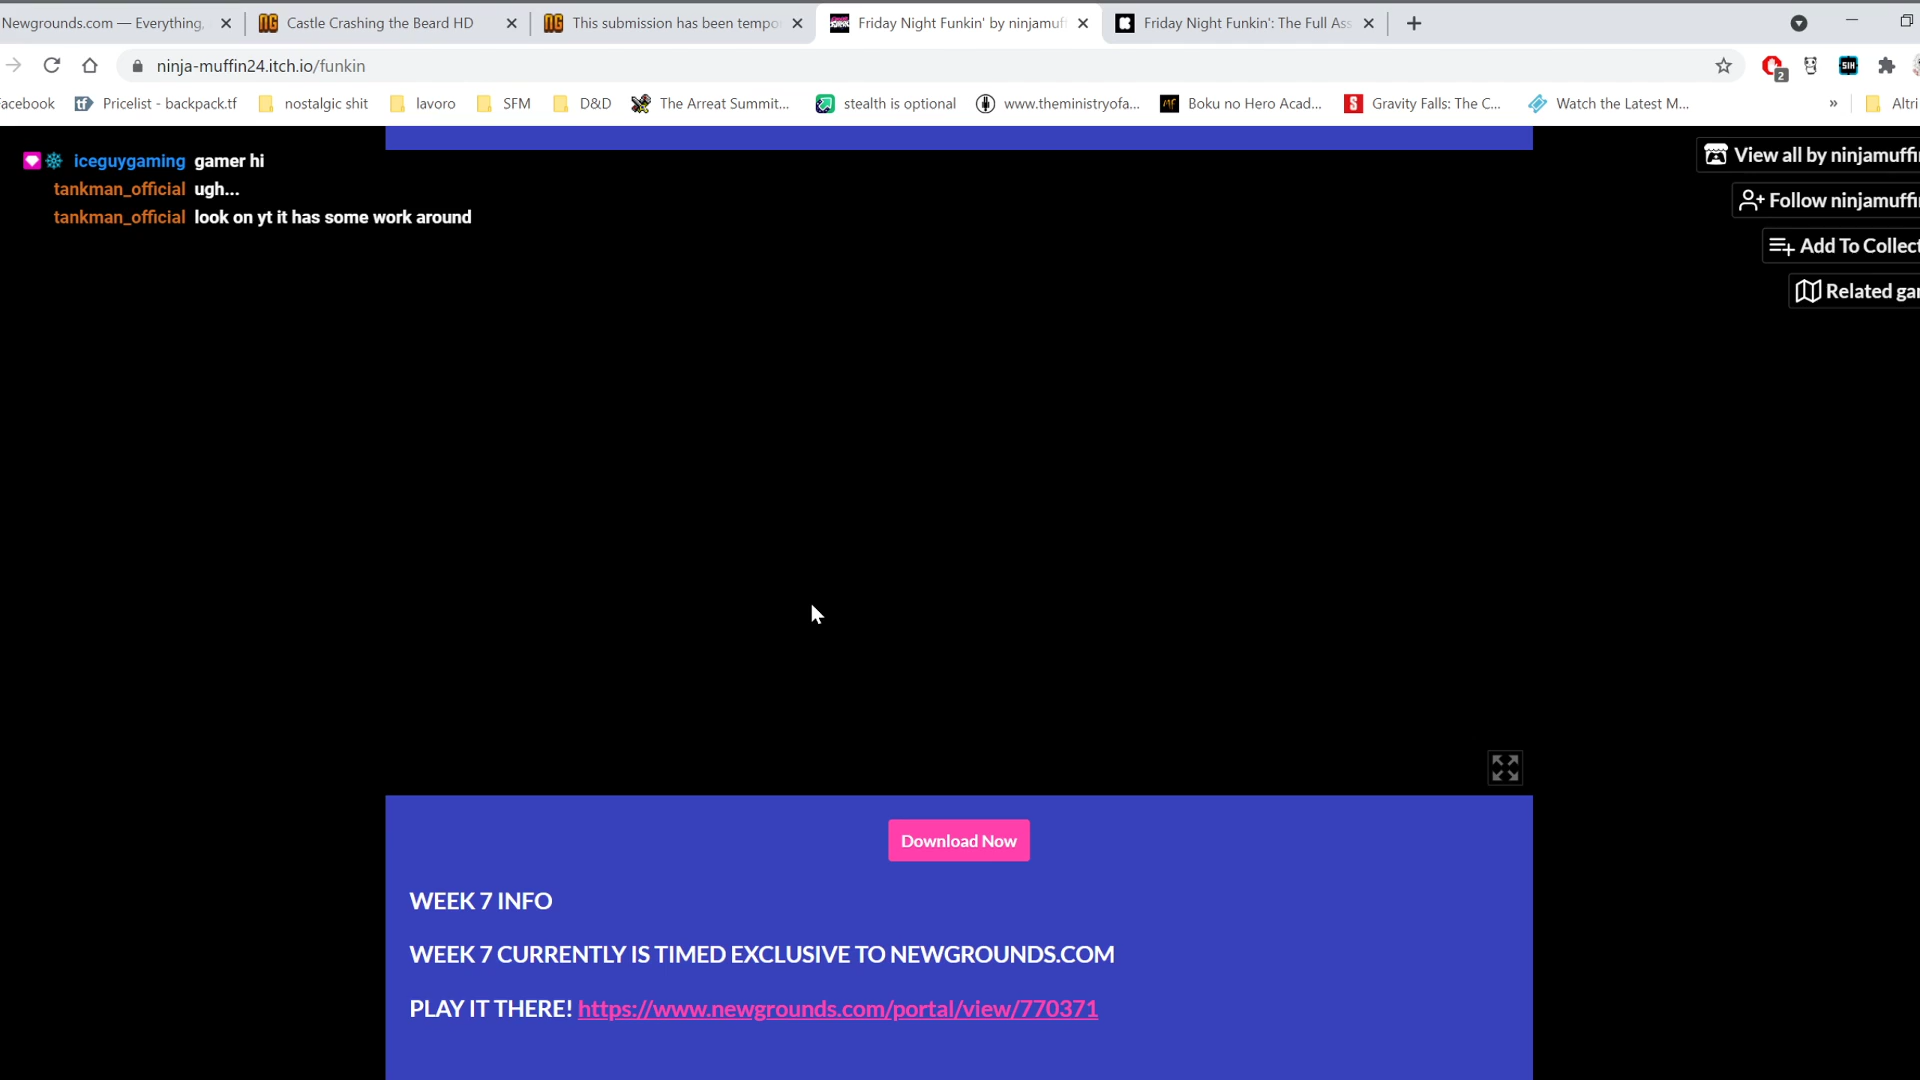 Newgrounds.com — Everything,
Castle Crashing the Beard HD
This submission has been tempo
Friday Night Funkin' by ninjamuf
Friday Night Funkin': The Full Ass
ninja-muffin24.itch.io/funkin
2
SIH
acebook
Pricelist - backpack.tf
nostalgic shit
lavoro
SFM
D&D
The Arreat Summit...
stealth is optional
www.theministryofa...
Boku no Hero Acad...
Gravity Falls: The C...
Watch the Latest M...
»
Altri
iceguygaming gamer hi
tankman_official ugh...
tankman_official look on yt it has some work around
View all by ninjamuffi
Follow ninjamuffi
Add To Collect
Related gam
Download Now
WEEK 7 INFO
WEEK 7 CURRENTLY IS TIMED EXCLUSIVE TO NEWGROUNDS.COM
PLAY IT THERE! https://www.newgrounds.com/portal/view/770371